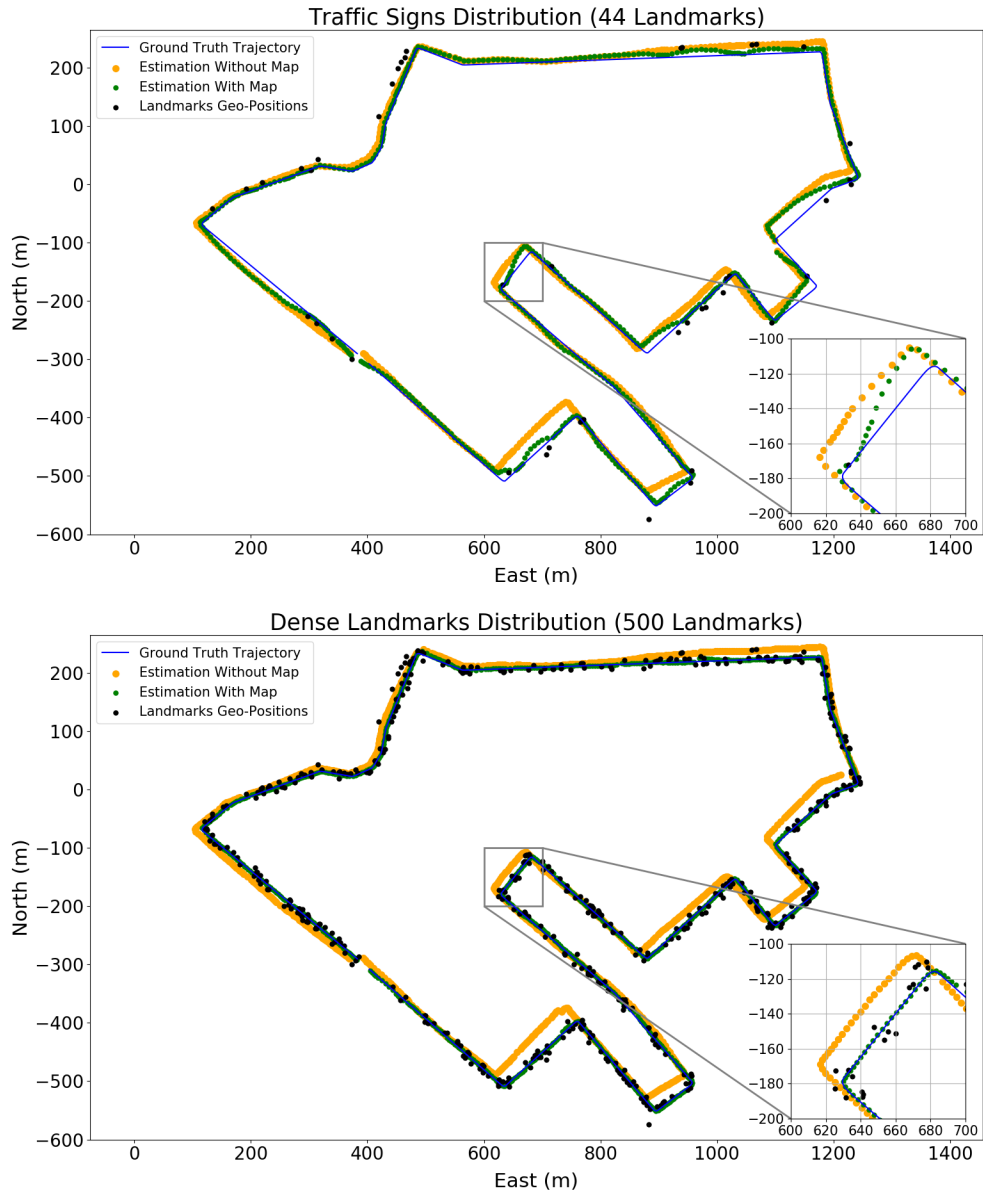 Traffic Signs Distribution (44 Landmarks)
Ground Truth Trajectory
Estimation Without Map
Estimation With Map
Landmarks Geo-Positions
200
100
0
−100
−200
−300
−400
−500
−600
North (m)
−100
−120
−140
−160
−180
−200
600 620 640 660 680 700
0 200 400 600 800 1000 1200 1400
East (m)
Dense Landmarks Distribution (500 Landmarks)
Ground Truth Trajectory
Estimation Without Map
Estimation With Map
Landmarks Geo-Positions
200
100
0
−100
−200
−300
−400
−500
−600
North (m)
−100
−120
−140
−160
−180
−200
600 620 640 660 680 700
0 200 400 600 800 1000 1200 1400
East (m)